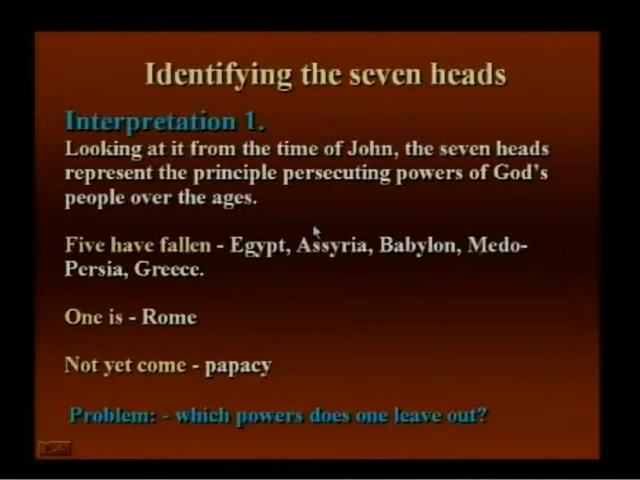 Identifying the seven heads
Interpretation 1.
Looking at it from the time of John, the seven heads
represent the principle persecuting powers of God's
people over the ages.
Five have fallen - Egypt, Assyria, Babylon, Medo-
Persia, Greece.
One is - Rome
Not yet come - papacy
Problem: - which powers does one leave out?